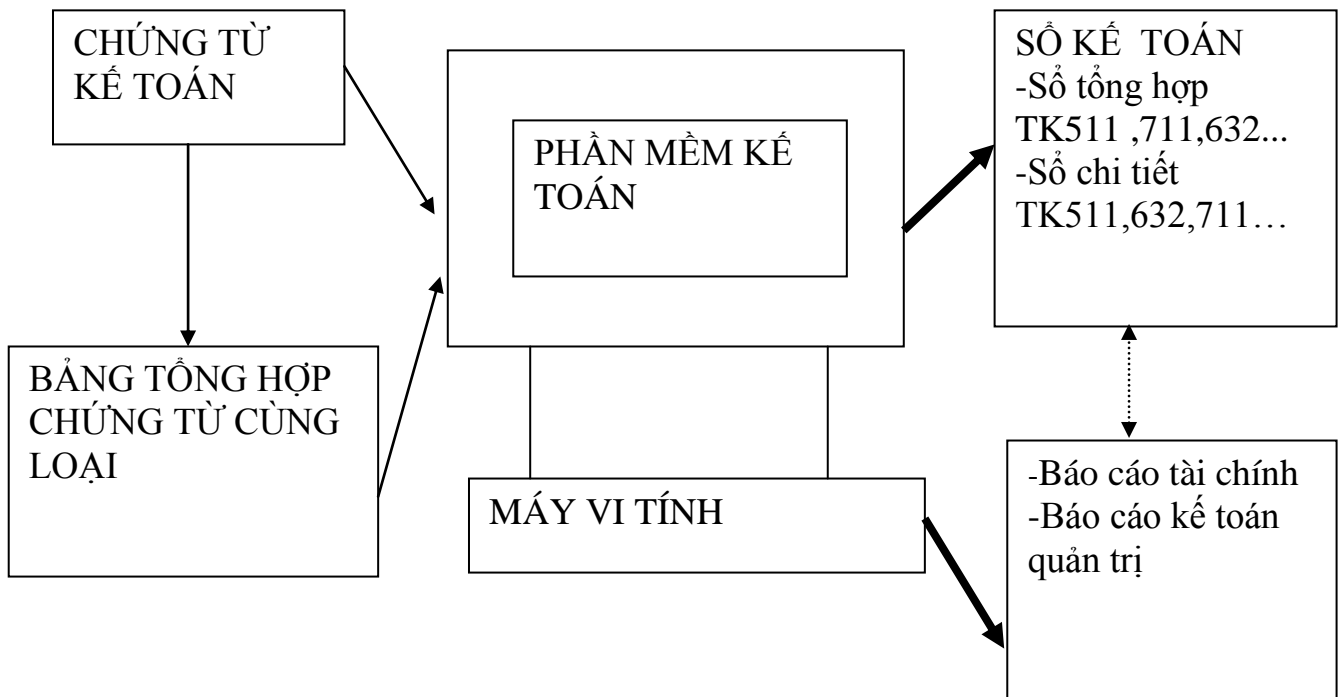 CHỨNG TỪ
KẾ TOÁN
BẢNG TỔNG HỢP
CHỨNG TỪ CÙNG
LOẠI
PHẦN MỀM KẾ
TOÁN
MÁY VI TÍNH
SỔ KẾ TOÁN
-Sổ tổng hợp
TK511 ,711,632...
-Sổ chi tiết
TK511,632,711…
-Báo cáo tài chính
-Báo cáo kế toán
quản trị